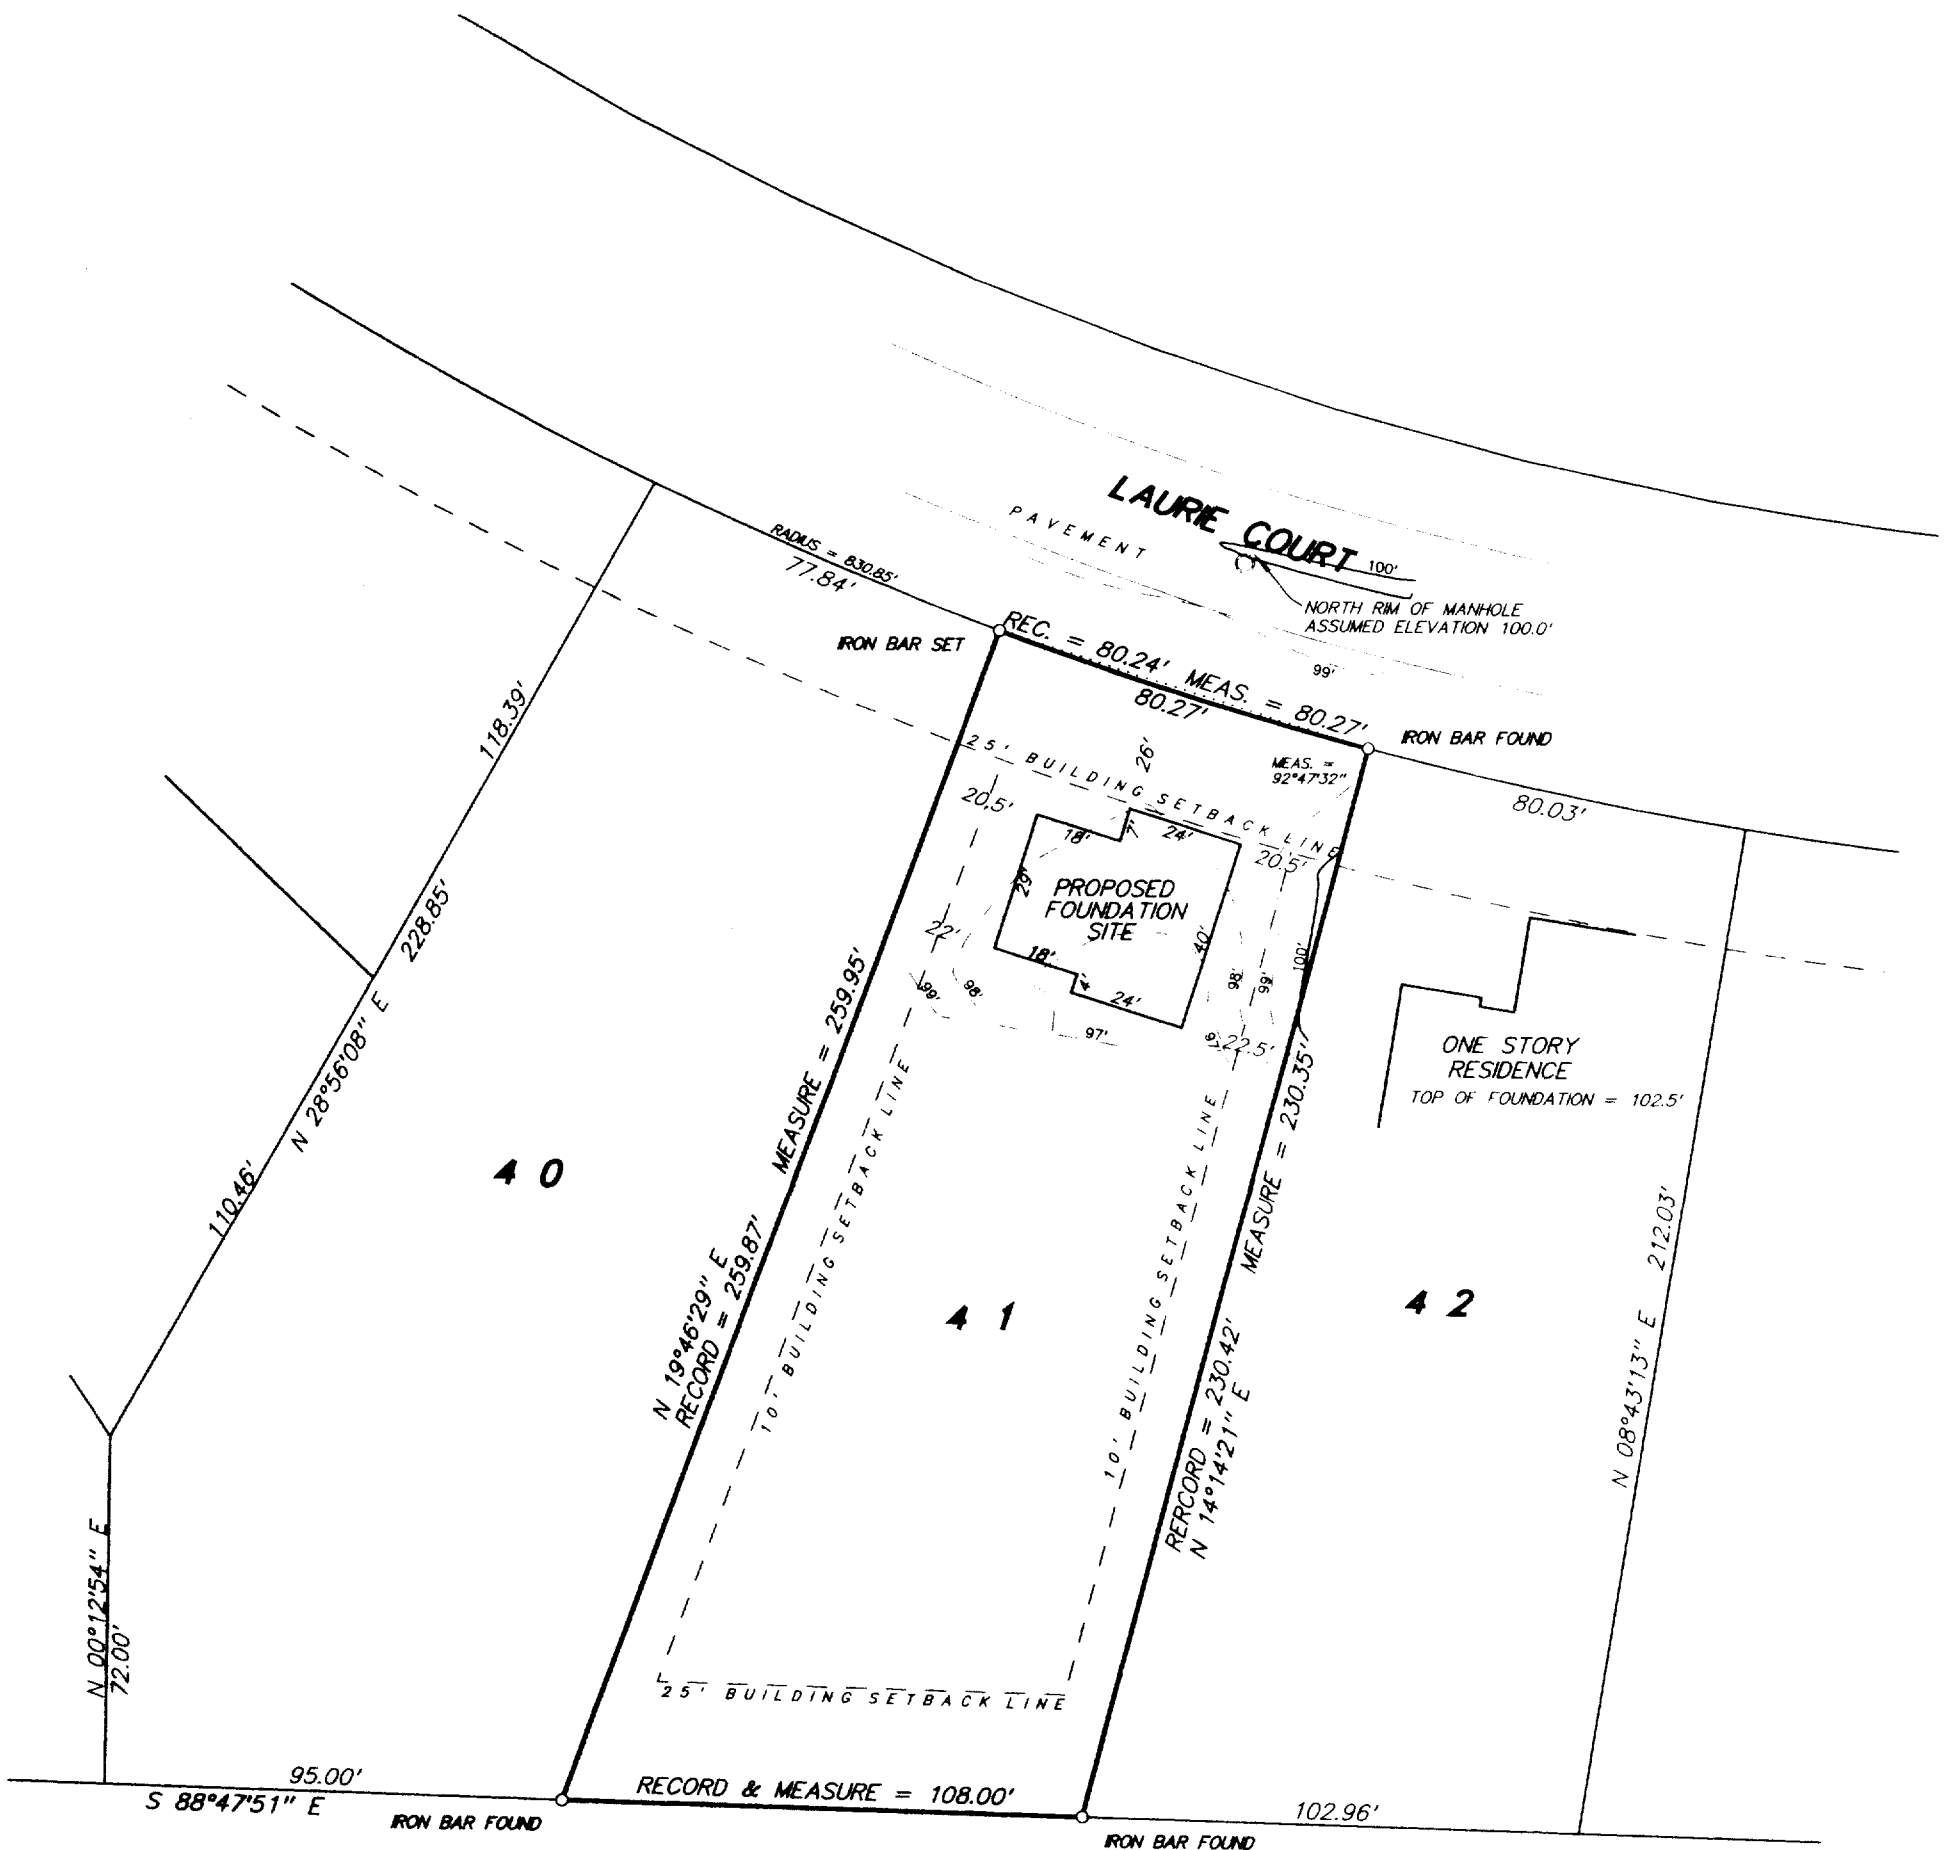 LAURIE COURT
PAVEMENT
100'
NORTH RIM OF MANHOLE
ASSUMED ELEVATION 100.0'
99'
RADIUS = 830.85'
77.84'
IRON BAR SET
REC. = 80.24' MEAS. = 80.27'
80.27'
IRON BAR FOUND
MEAS. =
92°47'32"
80.03'
118.39'
228.85'
N 28°56'08" E
110.46'
25' BUILDING SETBACK LINE
26'
20.5'
20.5'
18'
7'
24'
29'
PROPOSED
FOUNDATION
SITE
40'
22'
18'
4'
24'
99'
98'
97'
98'
99'
100'
22.5'
ONE STORY
RESIDENCE
TOP OF FOUNDATION = 102.5'
MEASURE = 259.95'
N 19°46'29" E
RECORD = 259.87'
10' BUILDING SETBACK LINE
10' BUILDING SETBACK LINE
MEASURE = 230.35'
RERCORD = 230.42'
N 14°14'21" E
40
41
42
212.03'
N 08°43'13" E
N 00°12'54" E
72.00'
25' BUILDING SETBACK LINE
95.00'
S 88°47'51" E
IRON BAR FOUND
RECORD & MEASURE = 108.00'
102.96'
IRON BAR FOUND